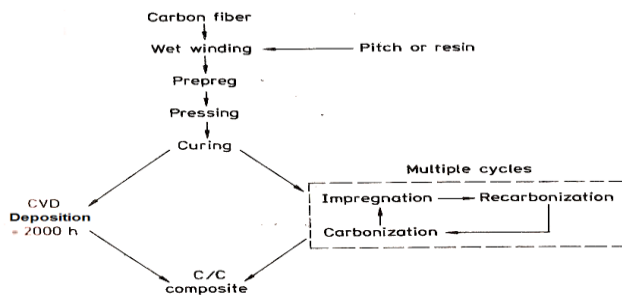 Carbon fiber
Wet winding
Pitch or resin
Prepreg
Pressing
Curing
Multiple cycles
CVD
Deposition
2000 h
Impregnation
Recarbonization
Carbonization
C/C
composite